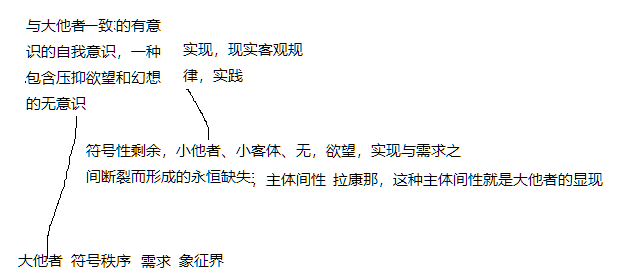 与大他者一致的有意
识的自我意识，一种
包含压抑欲望和幻想
的无意识
实现，现实客观规
律，实践
符号性剩余，小他者、小客体、无，欲望，实现与需求之
间断裂而形成的永恒缺失；主体间性 拉康那，这种主体间性就是大他者的显现
大他者 符号秩序 需求 象征界